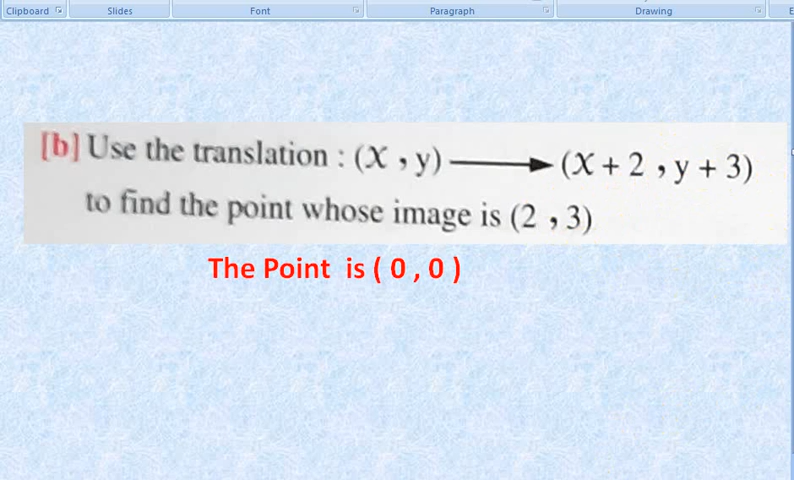 Clipboard Slides Font Paragraph Drawing
[b] Use the translation : (X , y) ⟶ (X + 2 , y + 3)
to find the point whose image is (2 , 3)
The Point is ( 0 , 0 )